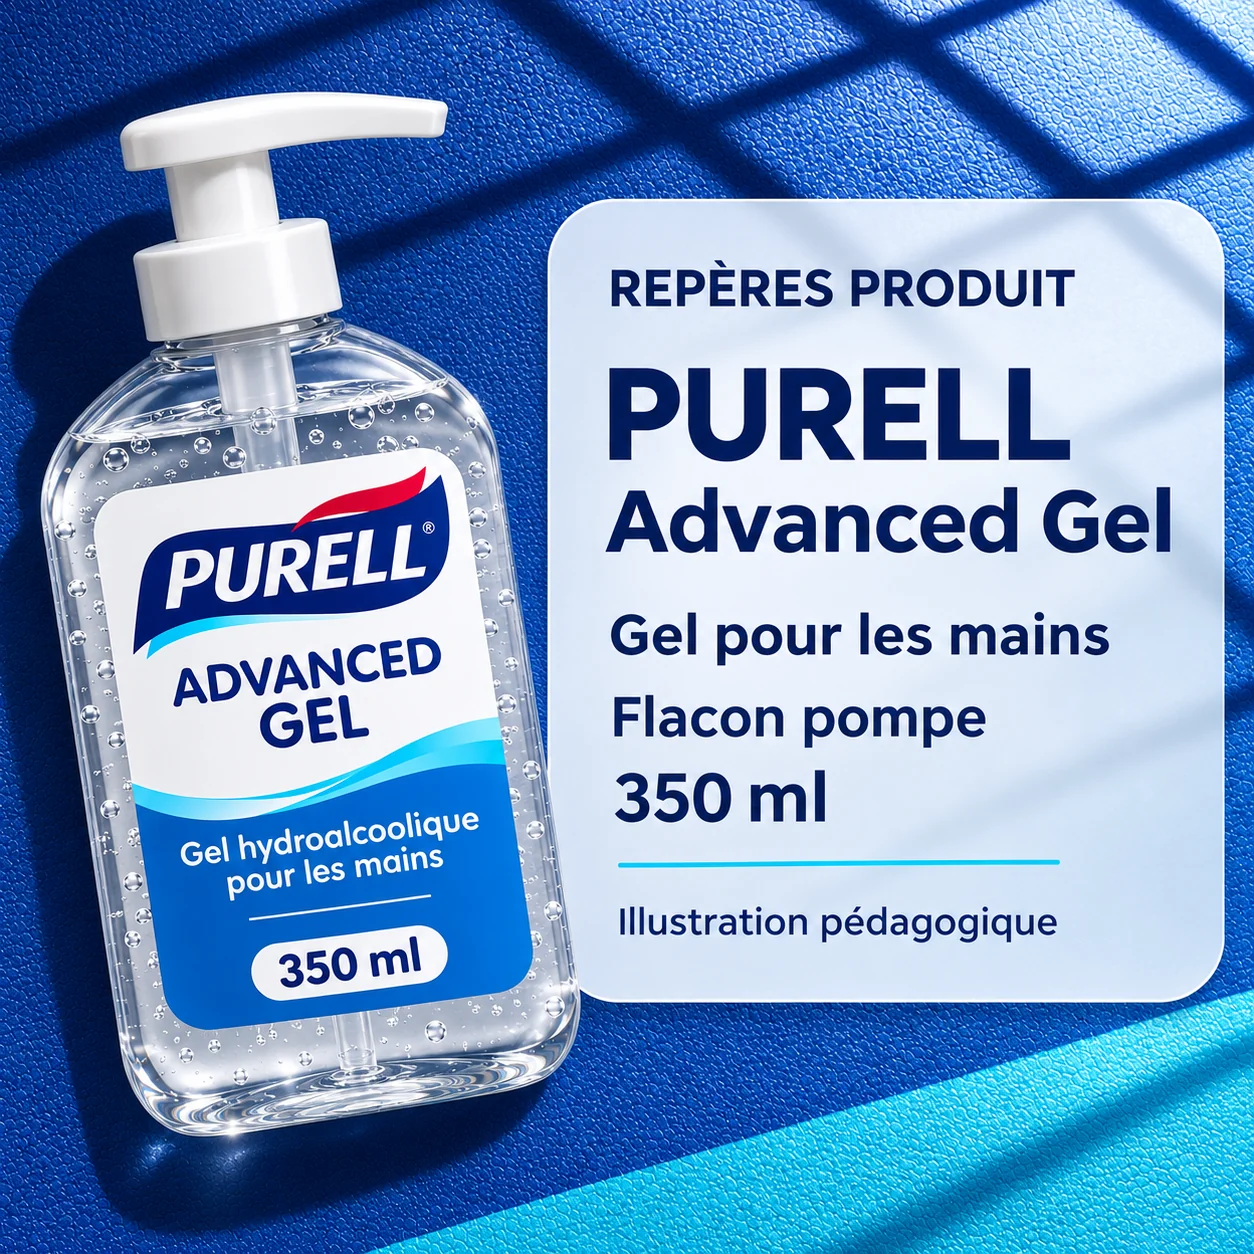 PURELL®
ADVANCED
GEL
Gel hydroalcoolique
pour les mains
350 ml
REPÈRES PRODUIT
PURELL
Advanced Gel
Gel pour les mains
Flacon pompe
350 ml
Illustration pédagogique